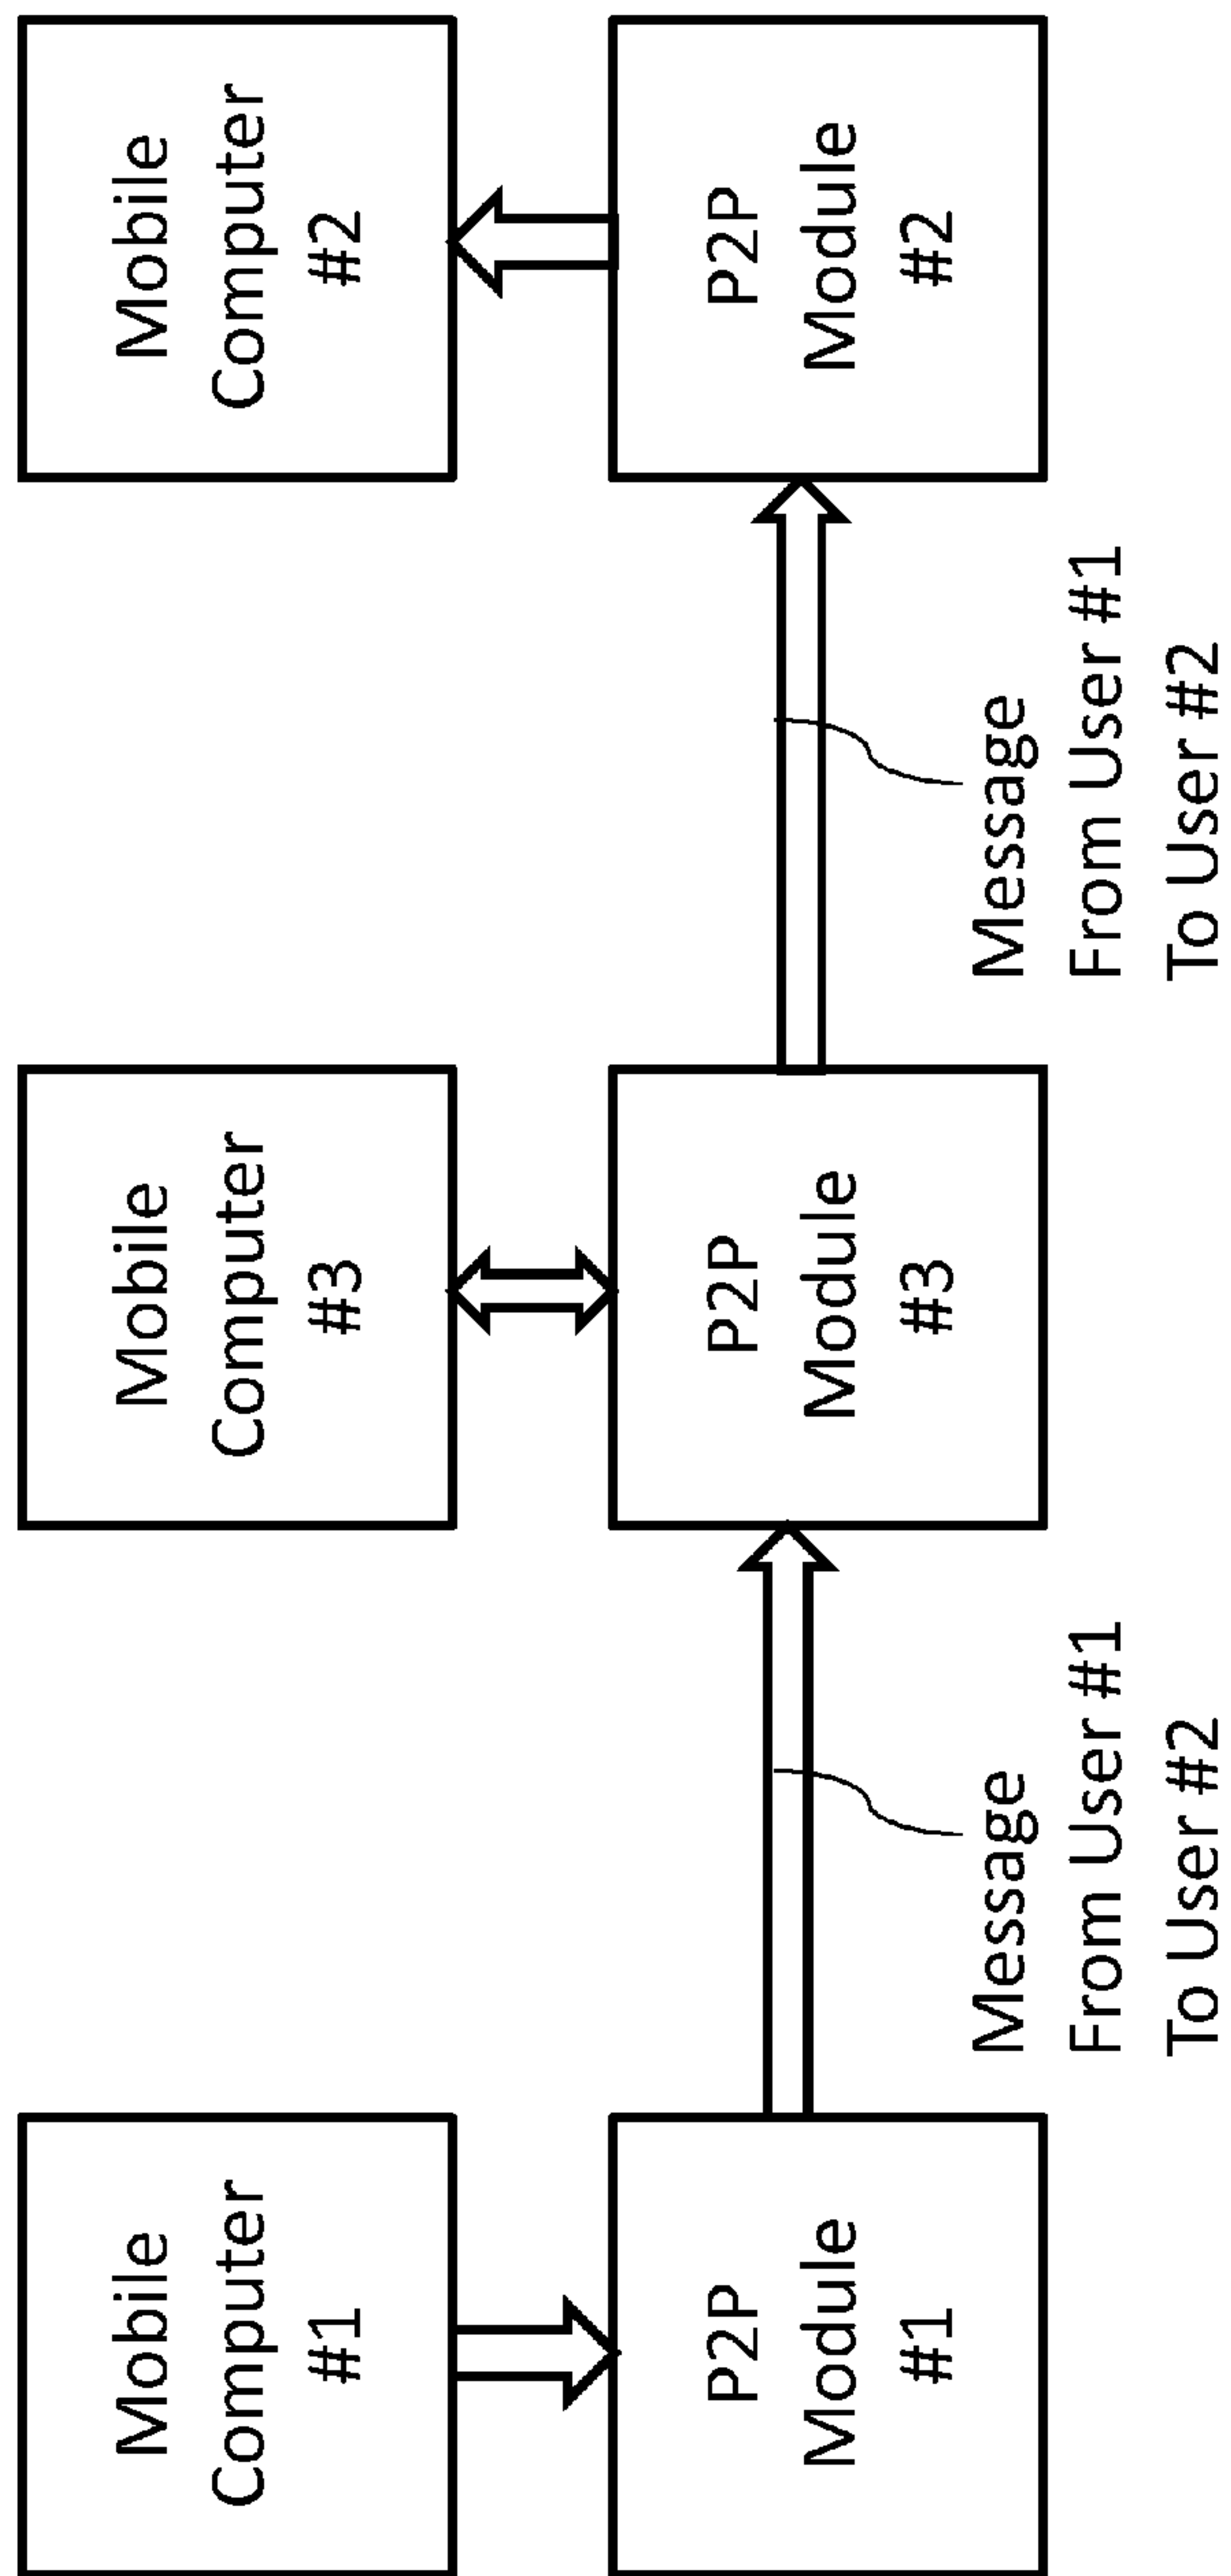 Mobile
Computer
#1
Mobile
Computer
#3
Mobile
Computer
#2
P2P
Module
#1
P2P
Module
#3
P2P
Module
#2
Message
From User #1
To User #2
Message
From User #1
To User #2